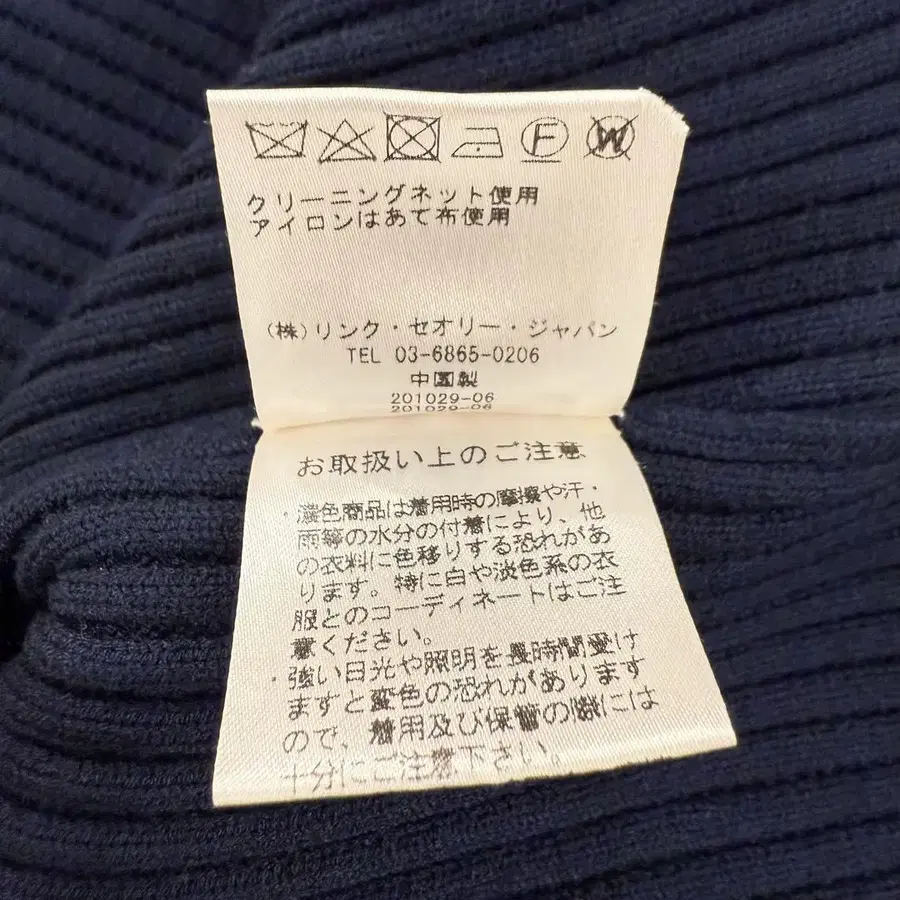 F W
クリーニングネット使用
アイロンはあて布使用
(株)リンク・セオリー・ジャパン
TEL 03-6865-0206
中国製
201029-06
201029-06
お取扱い上のご注意
・濃色商品は着用時の摩擦や汗・
雨等の水分の付着により、他
の衣料に色移りする恐れがあ
ります。特に白や淡色系の衣
服とのコーディネートはご注
意ください。
・強い日光や照明を長時間受け
ますと変色の恐れがあります
ので、着用及び保管の際には
十分にご注意下さい。